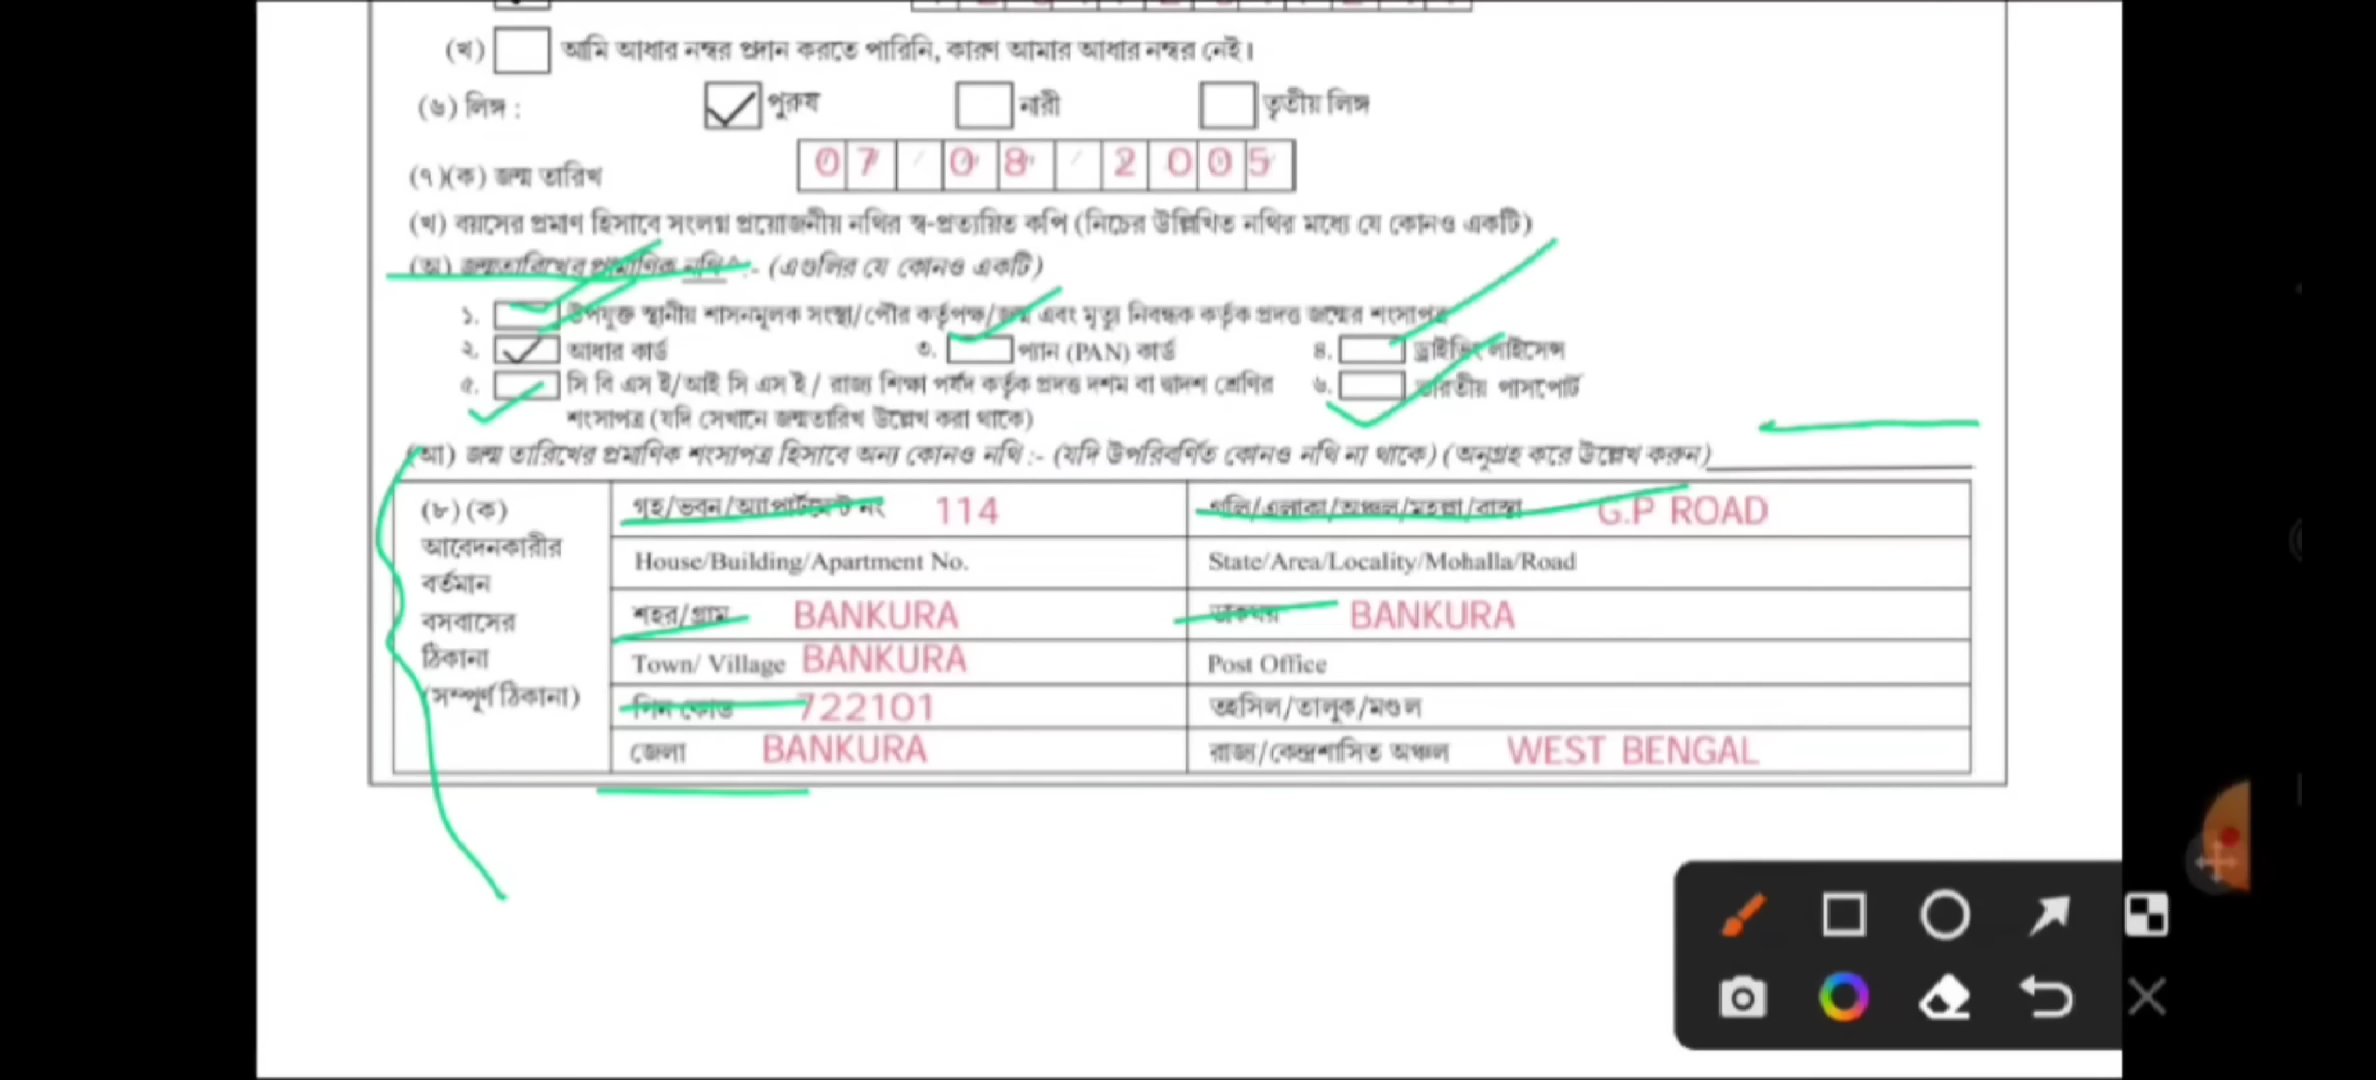 (খ) আমি আধার নম্বর প্রদান করতে পারিনি, কারণ আমার আধার নম্বর নেই।
(৬) লিঙ্গ : পুরুষ নারী তৃতীয় লিঙ্গ
(৭)(ক) জন্ম তারিখ 07 08 2005
(খ) বয়সের প্রমাণ হিসাবে সংলগ্ন প্রয়োজনীয় নথির স্ব-প্রত্যয়িত কপি (নিচের উল্লিখিত নথির মধ্যে যে কোনও একটি)
(অ) জন্মতারিখের প্রামাণিক নথি :- (এগুলির যে কোনও একটি)
১. উপযুক্ত স্থানীয় শাসনমূলক সংস্থা/পৌর কর্তৃপক্ষ/জন্ম এবং মৃত্যু নিবন্ধক কর্তৃক প্রদত্ত জন্মের শংসাপত্র
২. আধার কার্ড ৩. প্যান (PAN) কার্ড ৪. ড্রাইভিং লাইসেন্স
৫. সি বি এস ই/আই সি এস ই/ রাজ্য শিক্ষা পর্ষদ কর্তৃক প্রদত্ত দশম বা দ্বাদশ শ্রেণির ৬. ভারতীয় পাসপোর্ট
শংসাপত্র (যদি সেখানে জন্মতারিখ উল্লেখ করা থাকে)
(আ) জন্ম তারিখের প্রমাণিক শংসাপত্র হিসাবে অন্য কোনও নথি :- (যদি উপরিবর্ণিত কোনও নথি না থাকে) (অনুগ্রহ করে উল্লেখ করুন)
(৮) (ক) গৃহ/ভবন/অ্যাপার্টমেন্ট নং 114 গলি/এলাকা/অঞ্চল/মহল্লা/রাস্তা G.P ROAD
আবেদনকারীর House/Building/Apartment No. State/Area/Locality/Mohalla/Road
বর্তমান শহর/গ্রাম BANKURA ডাকঘর BANKURA
বসবাসের
ঠিকানা Town/ Village BANKURA Post Office
(সম্পূর্ণ ঠিকানা) পিন কোড 722101 তহসিল/তালুক/মণ্ডল
জেলা BANKURA রাজ্য/কেন্দ্রশাসিত অঞ্চল WEST BENGAL